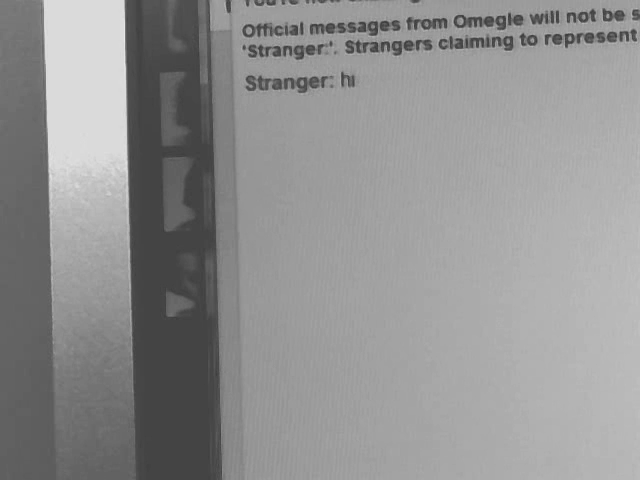 Official messages from Omegle will not be s
'Stranger:'. Strangers claiming to represent
Stranger: hi